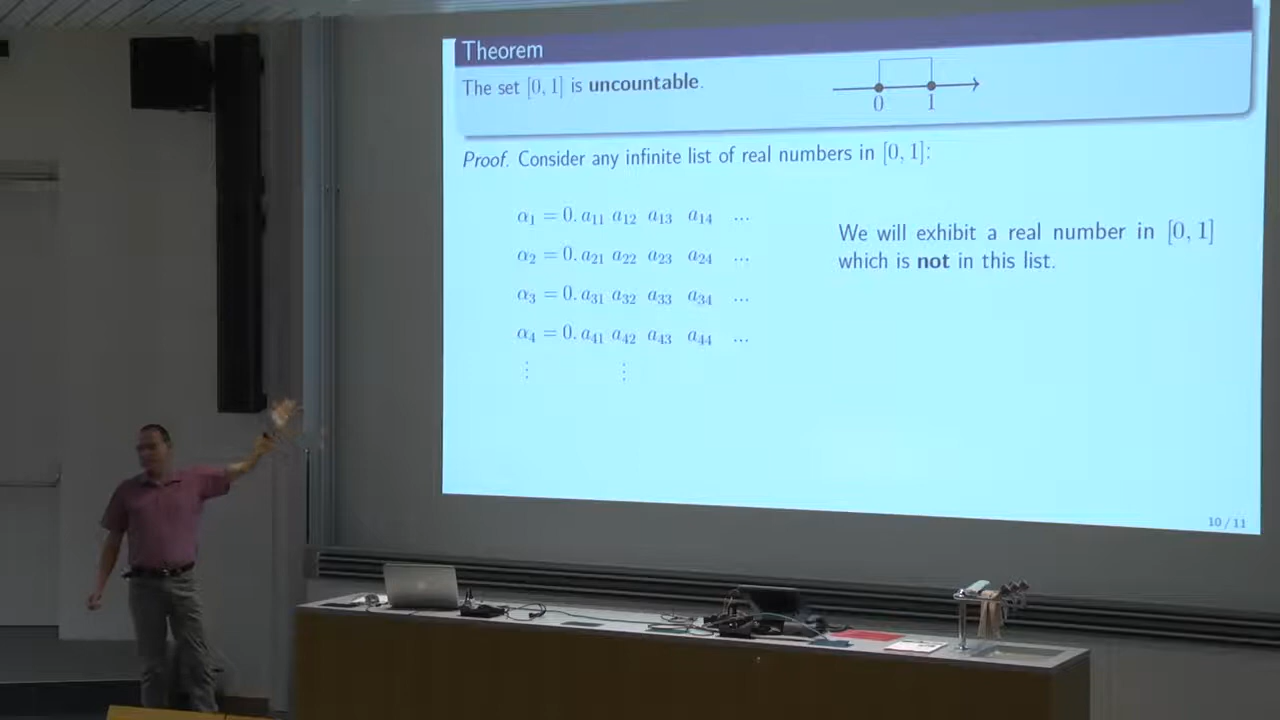 Theorem
The set [0, 1] is uncountable.
0 1
Proof. Consider any infinite list of real numbers in [0, 1]:
α₁ = 0. a₁₁ a₁₂ a₁₃ a₁₄ ...
α₂ = 0. a₂₁ a₂₂ a₂₃ a₂₄ ...
α₃ = 0. a₃₁ a₃₂ a₃₃ a₃₄ ...
α₄ = 0. a₄₁ a₄₂ a₄₃ a₄₄ ...
⋮ ⋮
We will exhibit a real number in [0, 1]
which is not in this list.
10 / 11